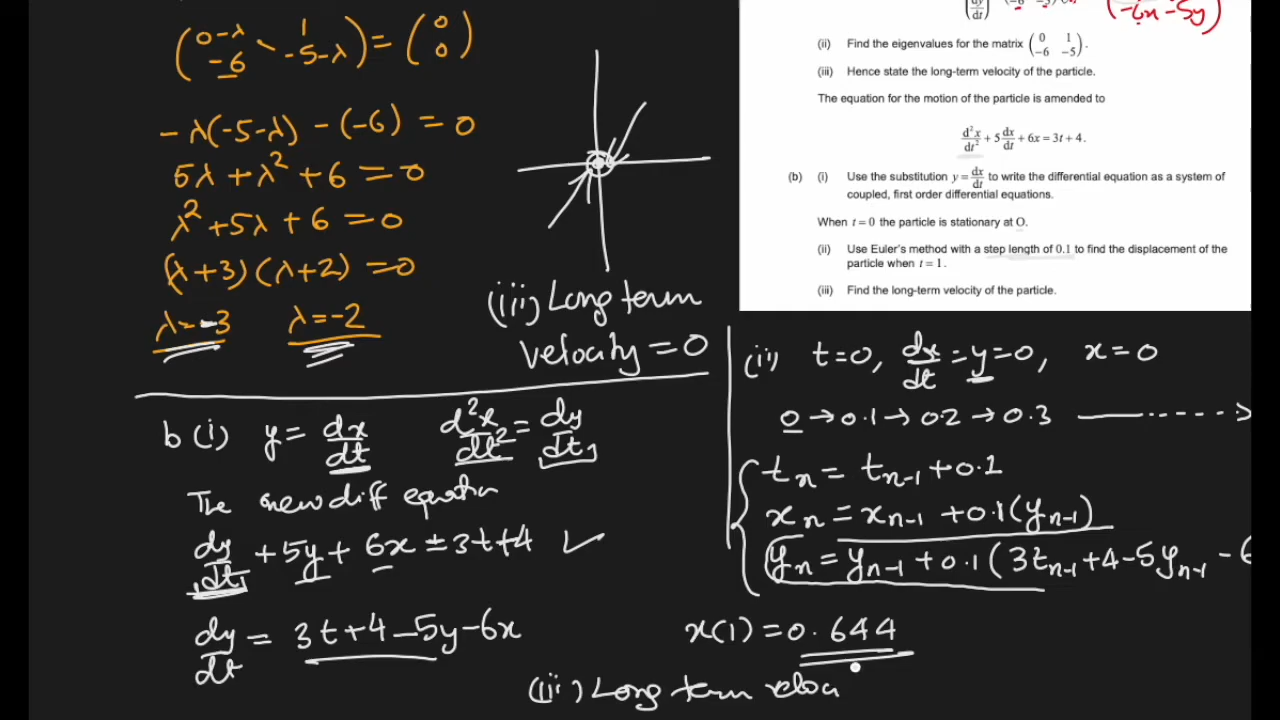 (0-λ 1
-6 -5-λ) = (0
0)
-λ(-5-λ) - (-6) = 0
5λ + λ² + 6 = 0
λ² + 5λ + 6 = 0
(λ+3)(λ+2) = 0
λ = -3 λ = -2
(iii) Long term
velocity = 0
b(i) y = dx/dt d²x/dt² = dy/dt
The new diff equation
dy/dt + 5y + 6x = 3t+4
dy/dt = 3t+4-5y-6x
-6x-5y)
(ii) Find the eigenvalues for the matrix (0 1
-6 -5).
(iii) Hence state the long-term velocity of the particle.
The equation for the motion of the particle is amended to
d²x/dt² + 5 dx/dt + 6x = 3t + 4.
(b) (i) Use the substitution y = dx/dt to write the differential equation as a system of
coupled, first order differential equations.
When t = 0 the particle is stationary at O.
(ii) Use Euler's method with a step length of 0.1 to find the displacement of the
particle when t = 1.
(iii) Find the long-term velocity of the particle.
(ii) t=0, dx/dt = y = 0, x = 0
0 → 0.1 → 0.2 → 0.3
tₙ = tₙ₋₁ + 0.1
xₙ = xₙ₋₁ + 0.1(yₙ₋₁)
yₙ = yₙ₋₁ + 0.1(3tₙ₋₁+4-5yₙ₋₁-6
x(1) = 0.644
(iii) Long term veloc